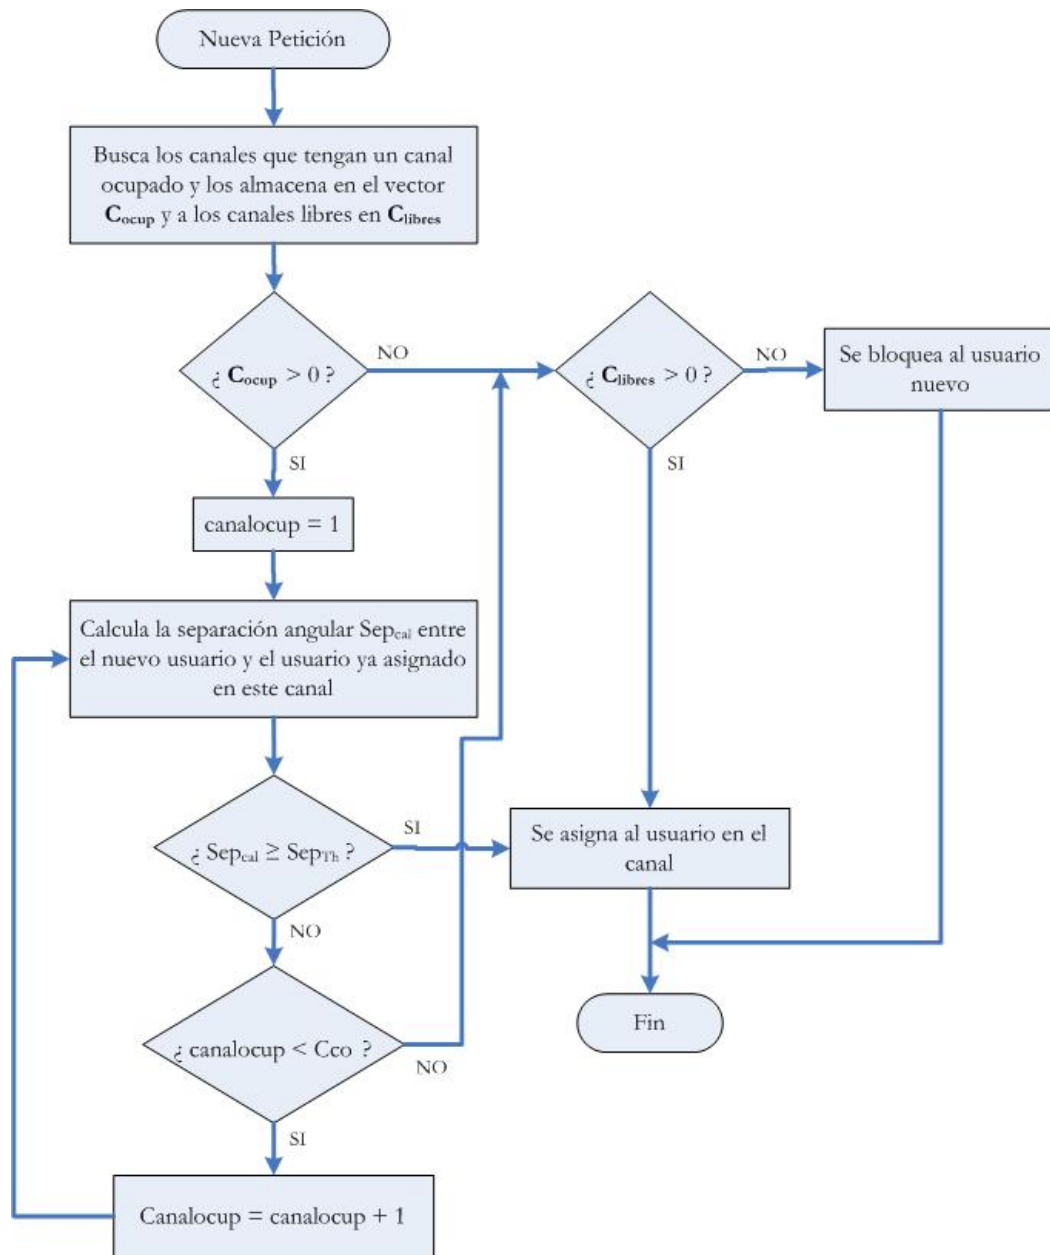 Nueva Petición
Busca los canales que tengan un canal
ocupado y los almacena en el vector
Cocup y a los canales libres en Clibres
¿ Cocup > 0 ?
NO
¿ Clibres > 0 ?
NO
Se bloquea al usuario
nuevo
SI
SI
canalocup = 1
Calcula la separación angular Sepcal entre
el nuevo usuario y el usuario ya asignado
en este canal
¿ Sepcal ≥ SepTh ?
SI
Se asigna al usuario en el
canal
NO
¿ canalocup < Cco ?
NO
Fin
SI
Canalocup = canalocup + 1